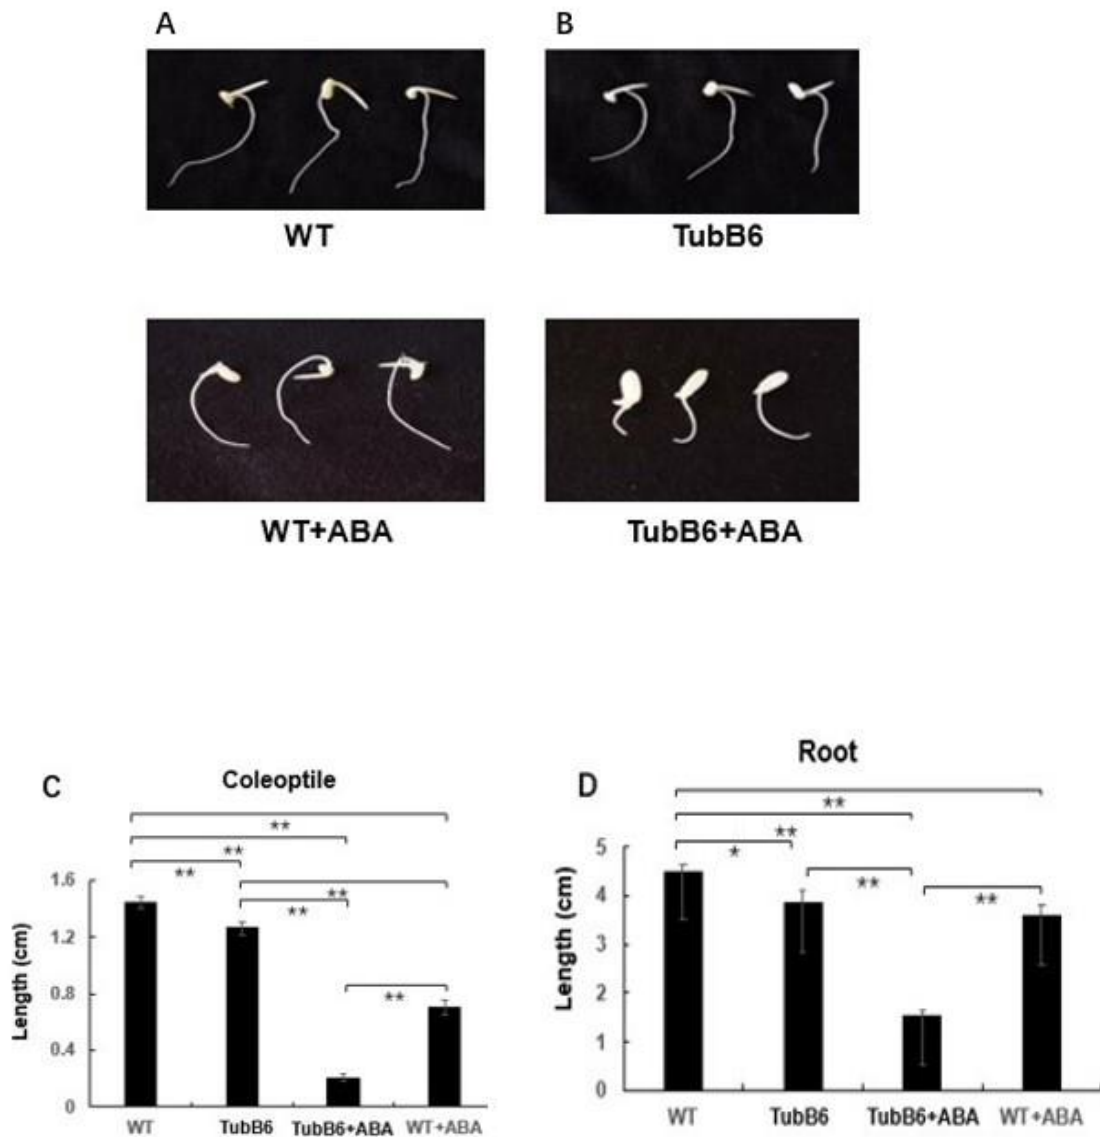 A
B
WT
TubB6
WT+ABA
TubB6+ABA
C
Coleoptile
**
**
**
**
**
**
Length (cm)
1.6
1.2
0.8
0.4
0
WT
TubB6
TubB6+ABA
WT+ABA
D
Root
**
**
*
**
**
Length (cm)
5
4
3
2
1
0
WT
TubB6
TubB6+ABA
WT+ABA